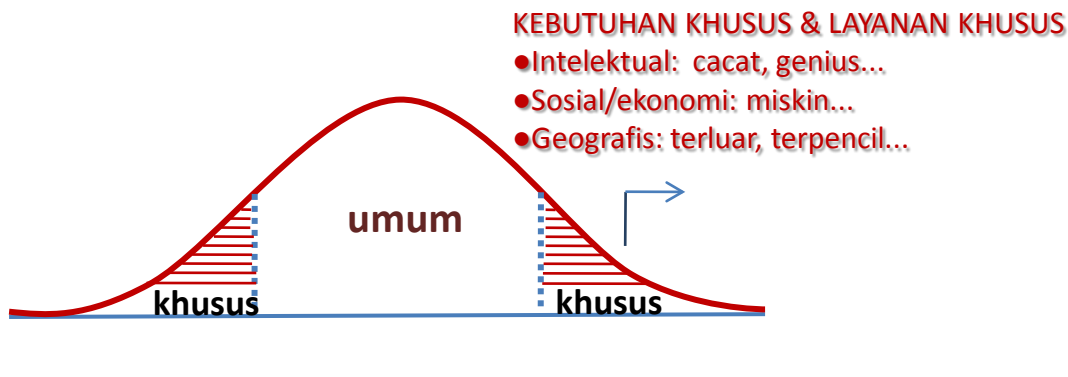 KEBUTUHAN KHUSUS & LAYANAN KHUSUS
●Intelektual: cacat, genius...
●Sosial/ekonomi: miskin...
●Geografis: terluar, terpencil...
umum
khusus
khusus